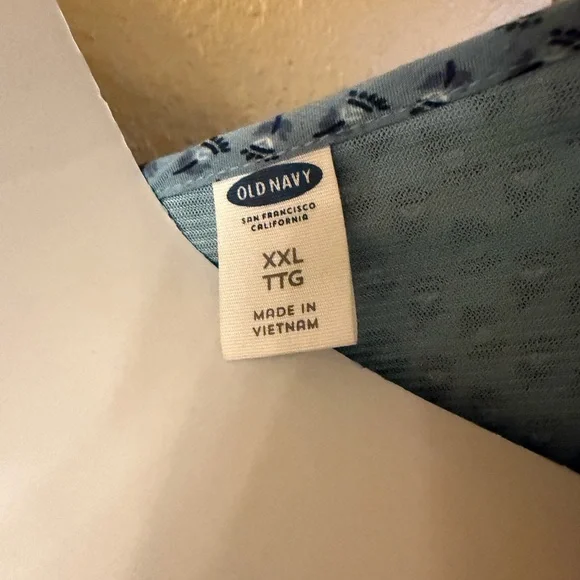 OLD NAVY
SAN FRANCISCO
CALIFORNIA
XXL
TTG
MADE IN
VIETNAM